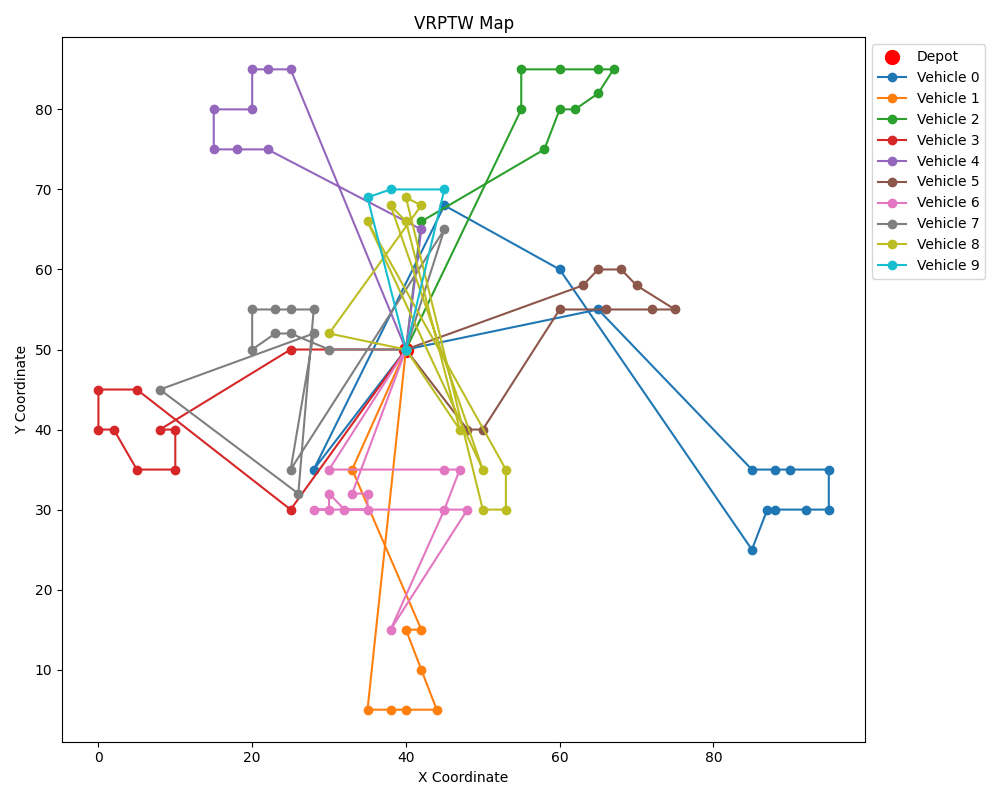 VRPTW Map
Y Coordinate
80
70
60
50
40
30
20
10
0
20
40
60
80
X Coordinate
Depot
Vehicle 0
Vehicle 1
Vehicle 2
Vehicle 3
Vehicle 4
Vehicle 5
Vehicle 6
Vehicle 7
Vehicle 8
Vehicle 9